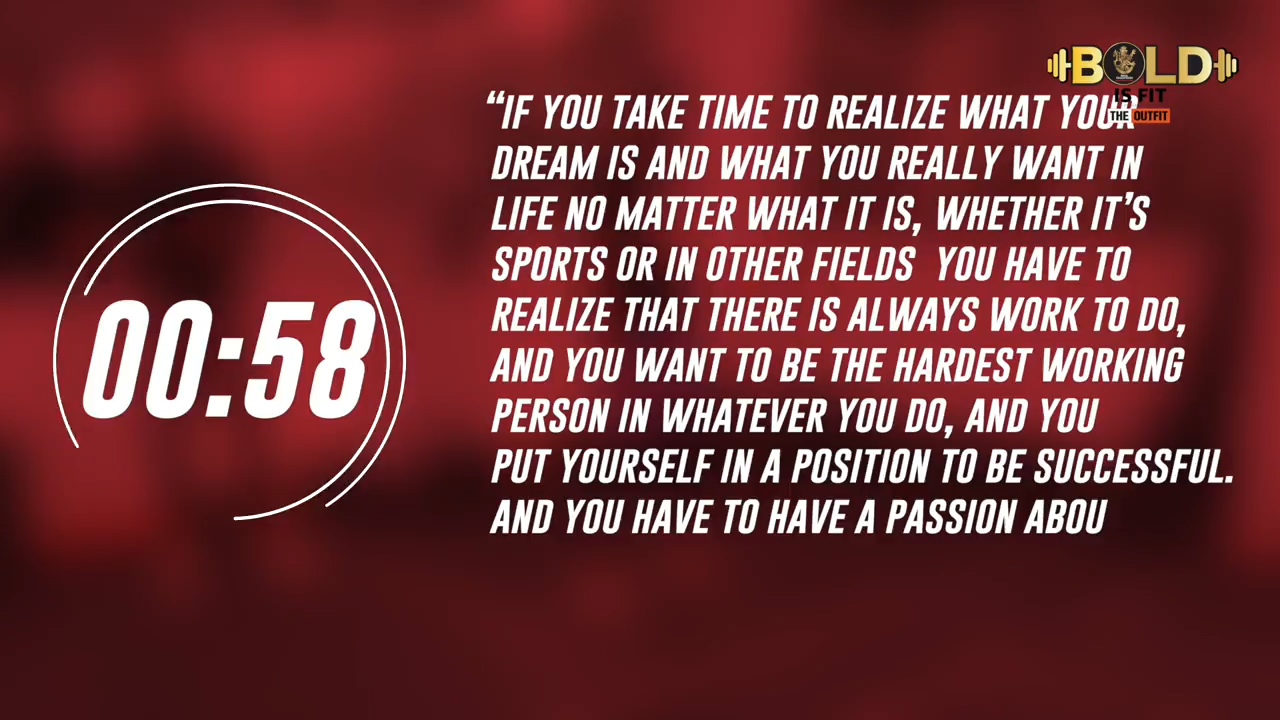 BOLD
IS FIT
THE OUTFIT
“IF YOU TAKE TIME TO REALIZE WHAT YOUR
DREAM IS AND WHAT YOU REALLY WANT IN
LIFE NO MATTER WHAT IT IS, WHETHER IT’S
SPORTS OR IN OTHER FIELDS YOU HAVE TO
REALIZE THAT THERE IS ALWAYS WORK TO DO,
AND YOU WANT TO BE THE HARDEST WORKING
PERSON IN WHATEVER YOU DO, AND YOU
PUT YOURSELF IN A POSITION TO BE SUCCESSFUL.
AND YOU HAVE TO HAVE A PASSION ABOU
00:58